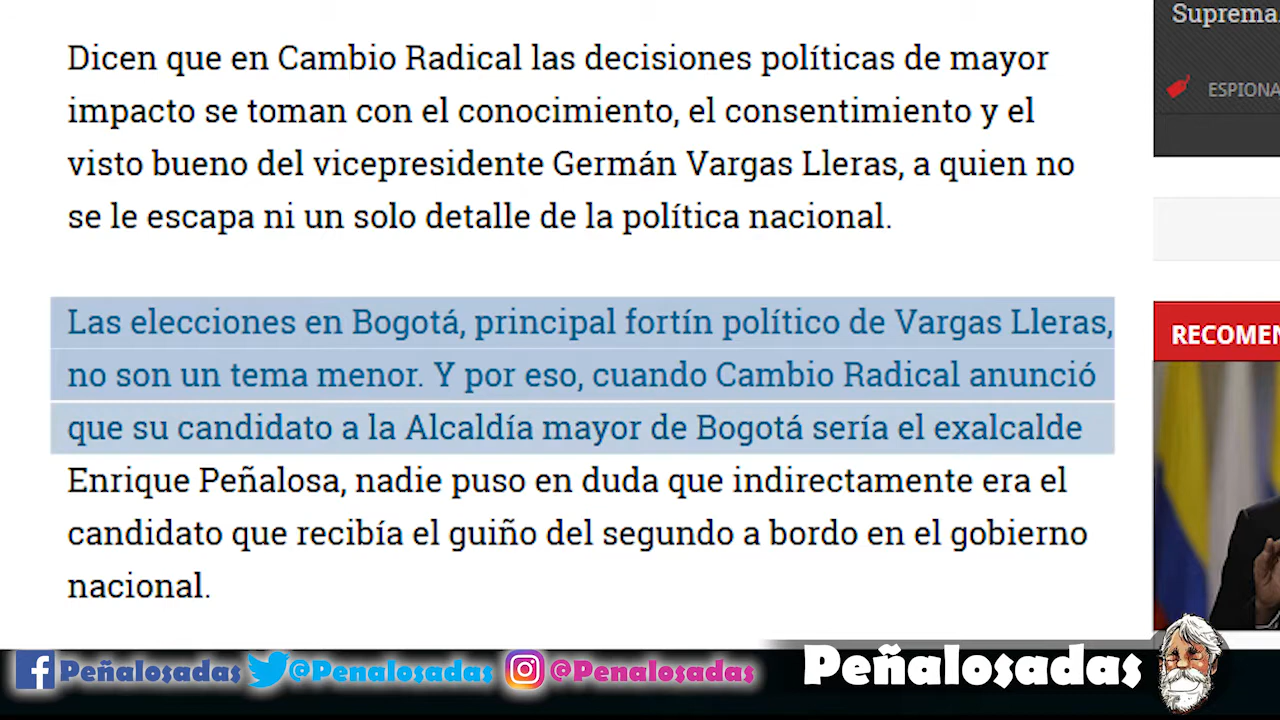 Suprema
Dicen que en Cambio Radical las decisiones políticas de mayor
impacto se toman con el conocimiento, el consentimiento y el
ESPIONA
visto bueno del vicepresidente Germán Vargas Lleras, a quien no
se le escapa ni un solo detalle de la política nacional.
Las elecciones en Bogotá, principal fortín político de Vargas Lleras,
RECOMEN
no son un tema menor. Y por eso, cuando Cambio Radical anunció
que su candidato a la Alcaldía mayor de Bogotá sería el exalcalde
Enrique Peñalosa, nadie puso en duda que indirectamente era el
candidato que recibía el guiño del segundo a bordo en el gobierno
nacional.
Peñalosadas @Penalosadas @Penalosadas Peñalosadas